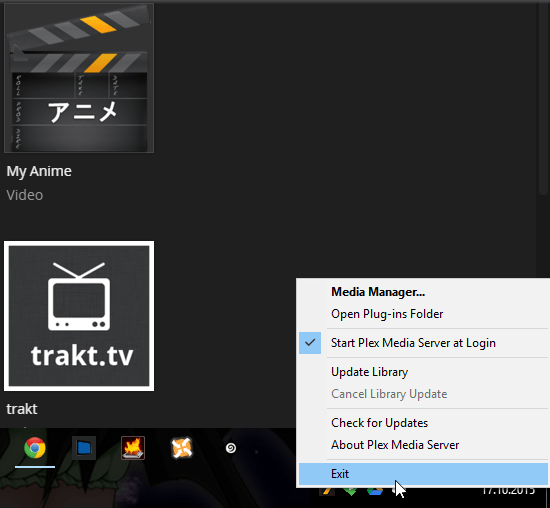 アニメ
My Anime
Video
trakt.tv
trakt
Media Manager...
Open Plug-ins Folder
Start Plex Media Server at Login
Update Library
Cancel Library Update
Check for Updates
About Plex Media Server
Exit
17.10.2015